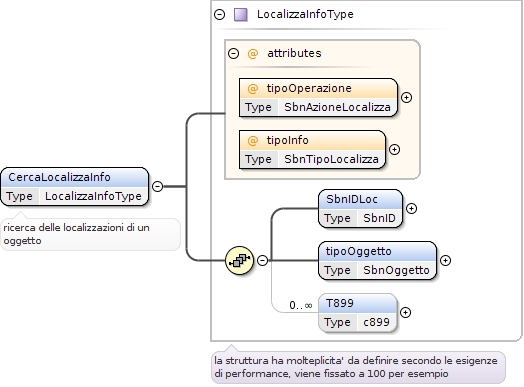 LocalizzaInfoType
@ attributes
@ tipoOperazione
Type SbnAzioneLocalizza
@ tipoInfo
Type SbnTipoLocalizza
CercaLocalizzaInfo
Type LocalizzaInfoType
ricerca delle localizzazioni di un
oggetto
SbnIDLoc
Type SbnID
tipoOggetto
Type SbnOggetto
0..∞
T899
Type c899
la struttura ha molteplicita' da definire secondo le esigenze
di performance, viene fissato a 100 per esempio